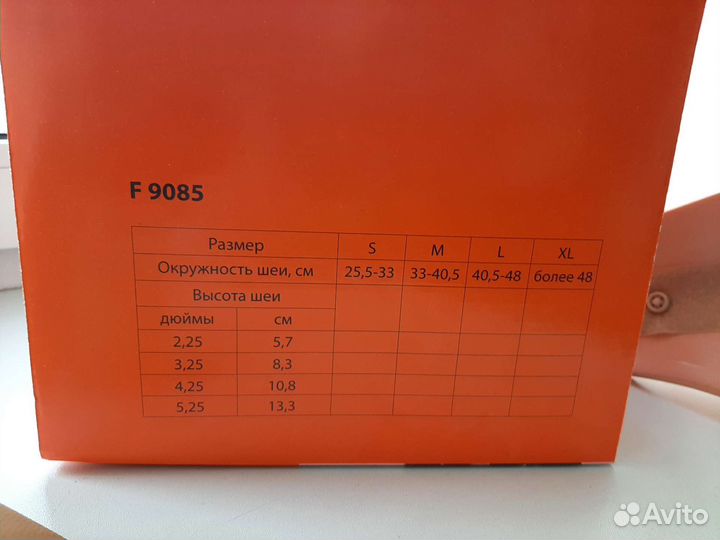 F 9085
Размер S M L XL
Окружность шеи, см 25,5-33 33-40,5 40,5-48 более 48
Высота шеи
дюймы см
2,25 5,7
3,25 8,3
4,25 10,8
5,25 13,3
Avito